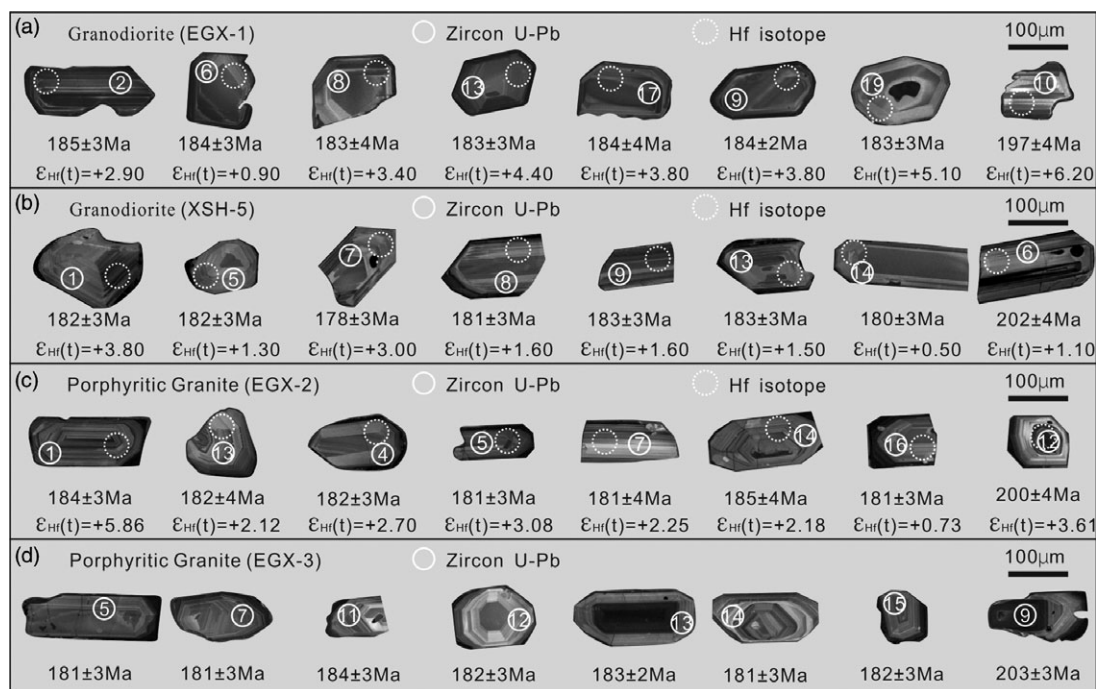 (a) Granodiorite (EGX-1) Zircon U-Pb Hf isotope 100μm
② ⑥ ⑧ ⑬ ⑰ ⑨ ⑲ ⑩
185±3Ma 184±3Ma 183±4Ma 183±3Ma 184±4Ma 184±2Ma 183±3Ma 197±4Ma
εHf(t)=+2.90 εHf(t)=+0.90 εHf(t)=+3.40 εHf(t)=+4.40 εHf(t)=+3.80 εHf(t)=+3.80 εHf(t)=+5.10 εHf(t)=+6.20
(b) Granodiorite (XSH-5) Zircon U-Pb Hf isotope 100μm
① ⑤ ⑦ ⑧ ⑨ ⑬ ⑭ ⑥
182±3Ma 182±3Ma 178±3Ma 181±3Ma 183±3Ma 183±3Ma 180±3Ma 202±4Ma
εHf(t)=+3.80 εHf(t)=+1.30 εHf(t)=+3.00 εHf(t)=+1.60 εHf(t)=+1.60 εHf(t)=+1.50 εHf(t)=+0.50 εHf(t)=+1.10
(c) Porphyritic Granite (EGX-2) Zircon U-Pb Hf isotope 100μm
① ⑬ ④ ⑤ ⑦ ⑭ ⑯ ⑫
184±3Ma 182±4Ma 182±3Ma 181±3Ma 181±4Ma 185±4Ma 181±3Ma 200±4Ma
εHf(t)=+5.86 εHf(t)=+2.12 εHf(t)=+2.70 εHf(t)=+3.08 εHf(t)=+2.25 εHf(t)=+2.18 εHf(t)=+0.73 εHf(t)=+3.61
(d) Porphyritic Granite (EGX-3) Zircon U-Pb 100μm
⑤ ⑦ ⑪ ⑫ ⑬ ⑭ ⑮ ⑨
181±3Ma 181±3Ma 184±3Ma 182±3Ma 183±2Ma 181±3Ma 182±3Ma 203±3Ma